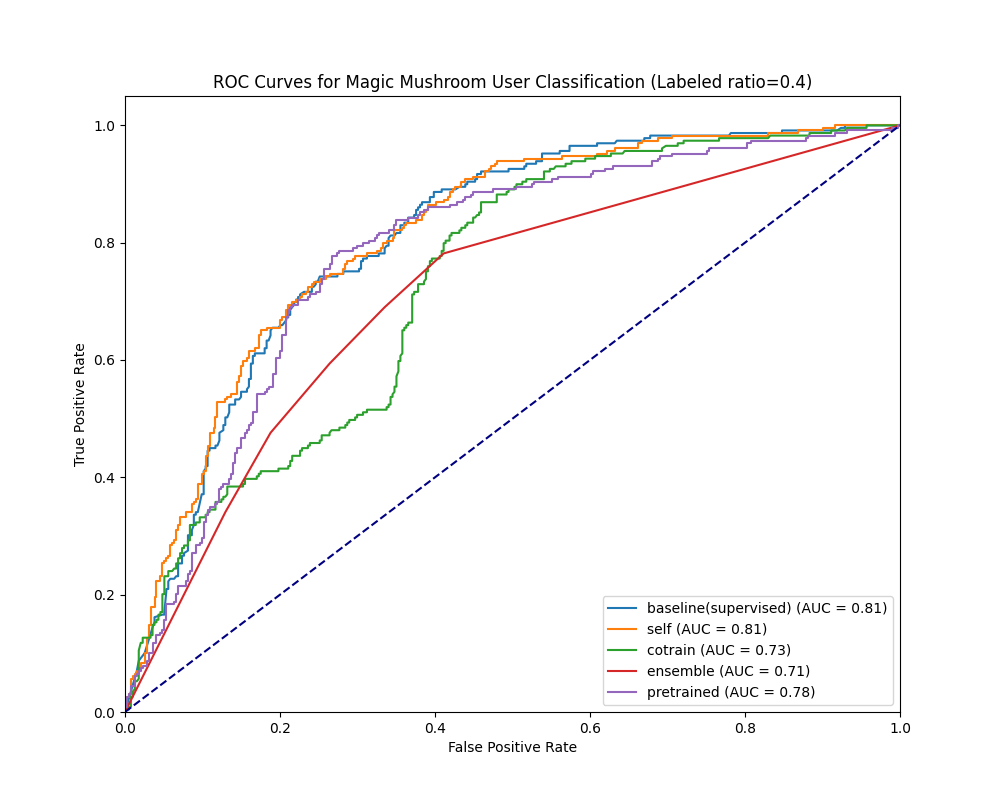 ROC Curves for Magic Mushroom User Classification (Labeled ratio=0.4)
True Positive Rate
1.0
0.8
0.6
0.4
0.2
0.0
0.0 0.2 0.4 0.6 0.8 1.0
False Positive Rate
baseline(supervised) (AUC = 0.81)
self (AUC = 0.81)
cotrain (AUC = 0.73)
ensemble (AUC = 0.71)
pretrained (AUC = 0.78)